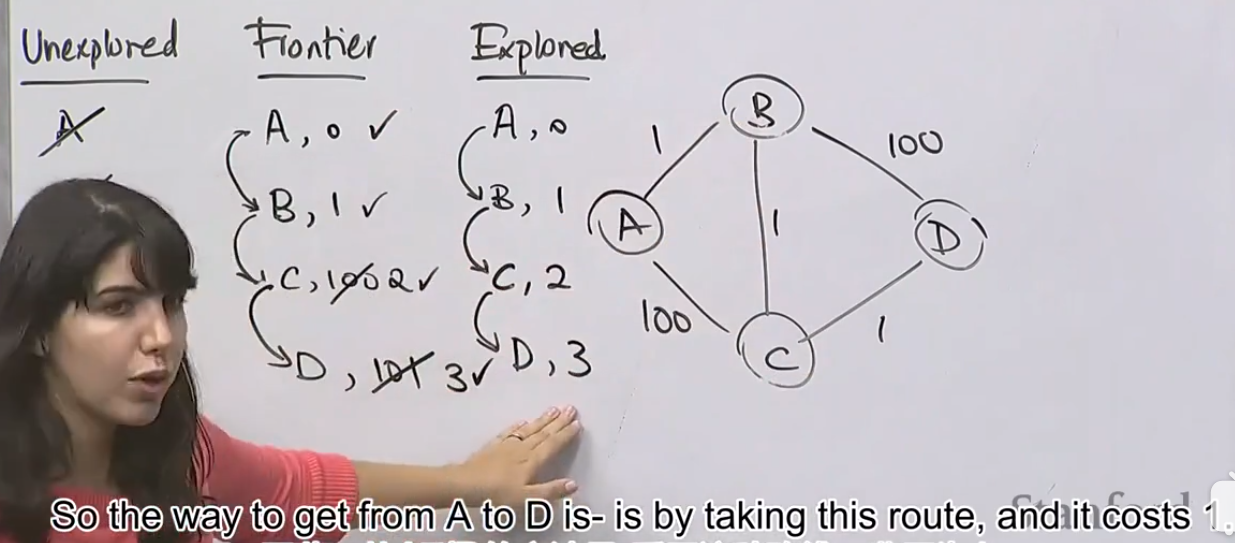 Unexplored Frontier Explored
A A, 0 ✓ A, 0
B, 1 ✓ B, 1
C, 100 2 ✓ C, 2
D, 101 3 ✓ D, 3
B
1 100
A 1 D
100 1
C
Stanford
So the way to get from A to D is- is by taking this route, and it costs 1,